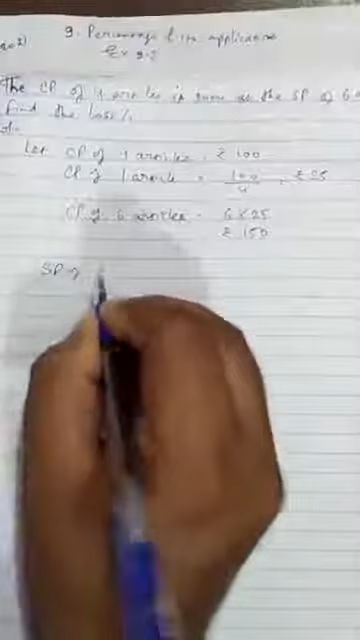 9. Percentage & its application
Ex 9.2
The CP of 4 articles is same as the SP of 6
Find the loss %
Let CP of 4 articles = ₹ 100
CP of 1 article = 100/4 = ₹ 25
CP of 6 articles = 6 × 25
₹ 150
SP of